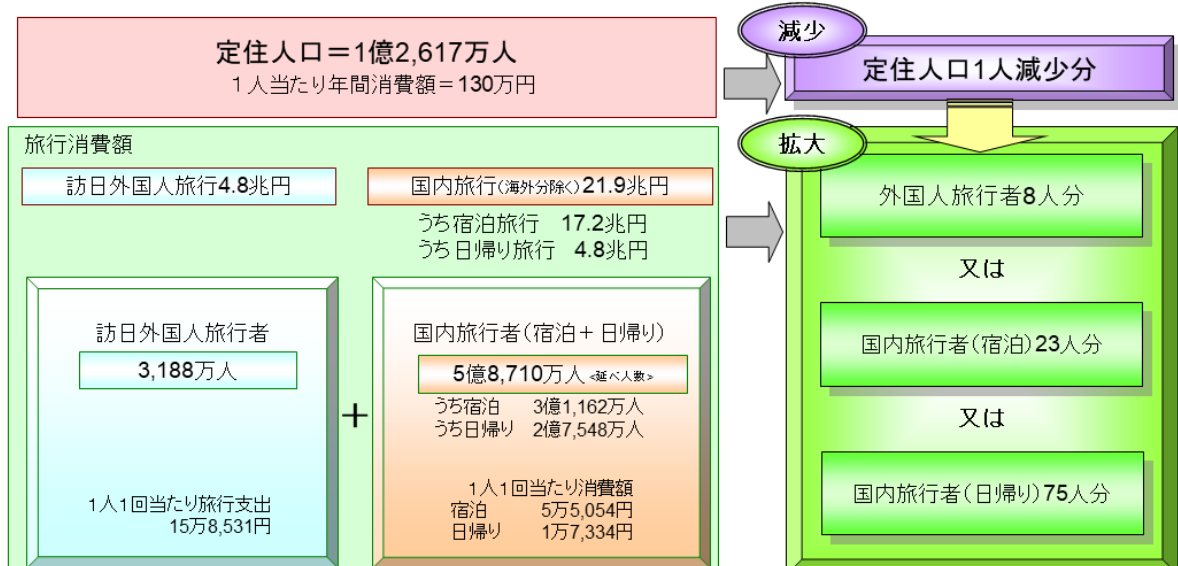 定住人口＝1億2,617万人
１人当たり年間消費額＝130万円
減少
定住人口1人減少分
旅行消費額
訪日外国人旅行4.8兆円
国内旅行(海外分除く)21.9兆円
うち宿泊旅行　17.2兆円
うち日帰り旅行　4.8兆円
訪日外国人旅行者
3,188万人
1人1回当たり旅行支出
15万8,531円
＋
国内旅行者(宿泊＋日帰り)
5億8,710万人<延べ人数>
うち宿泊　3億1,162万人
うち日帰り　2億7,548万人
1人1回当たり消費額
宿泊　5万5,054円
日帰り　1万7,334円
拡大
外国人旅行者8人分
又は
国内旅行者(宿泊)23人分
又は
国内旅行者(日帰り)75人分